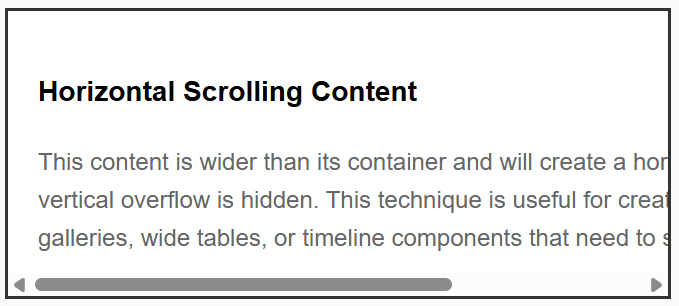 Horizontal Scrolling Content
This content is wider than its container and will create a hor
vertical overflow is hidden. This technique is useful for creat
galleries, wide tables, or timeline components that need to s